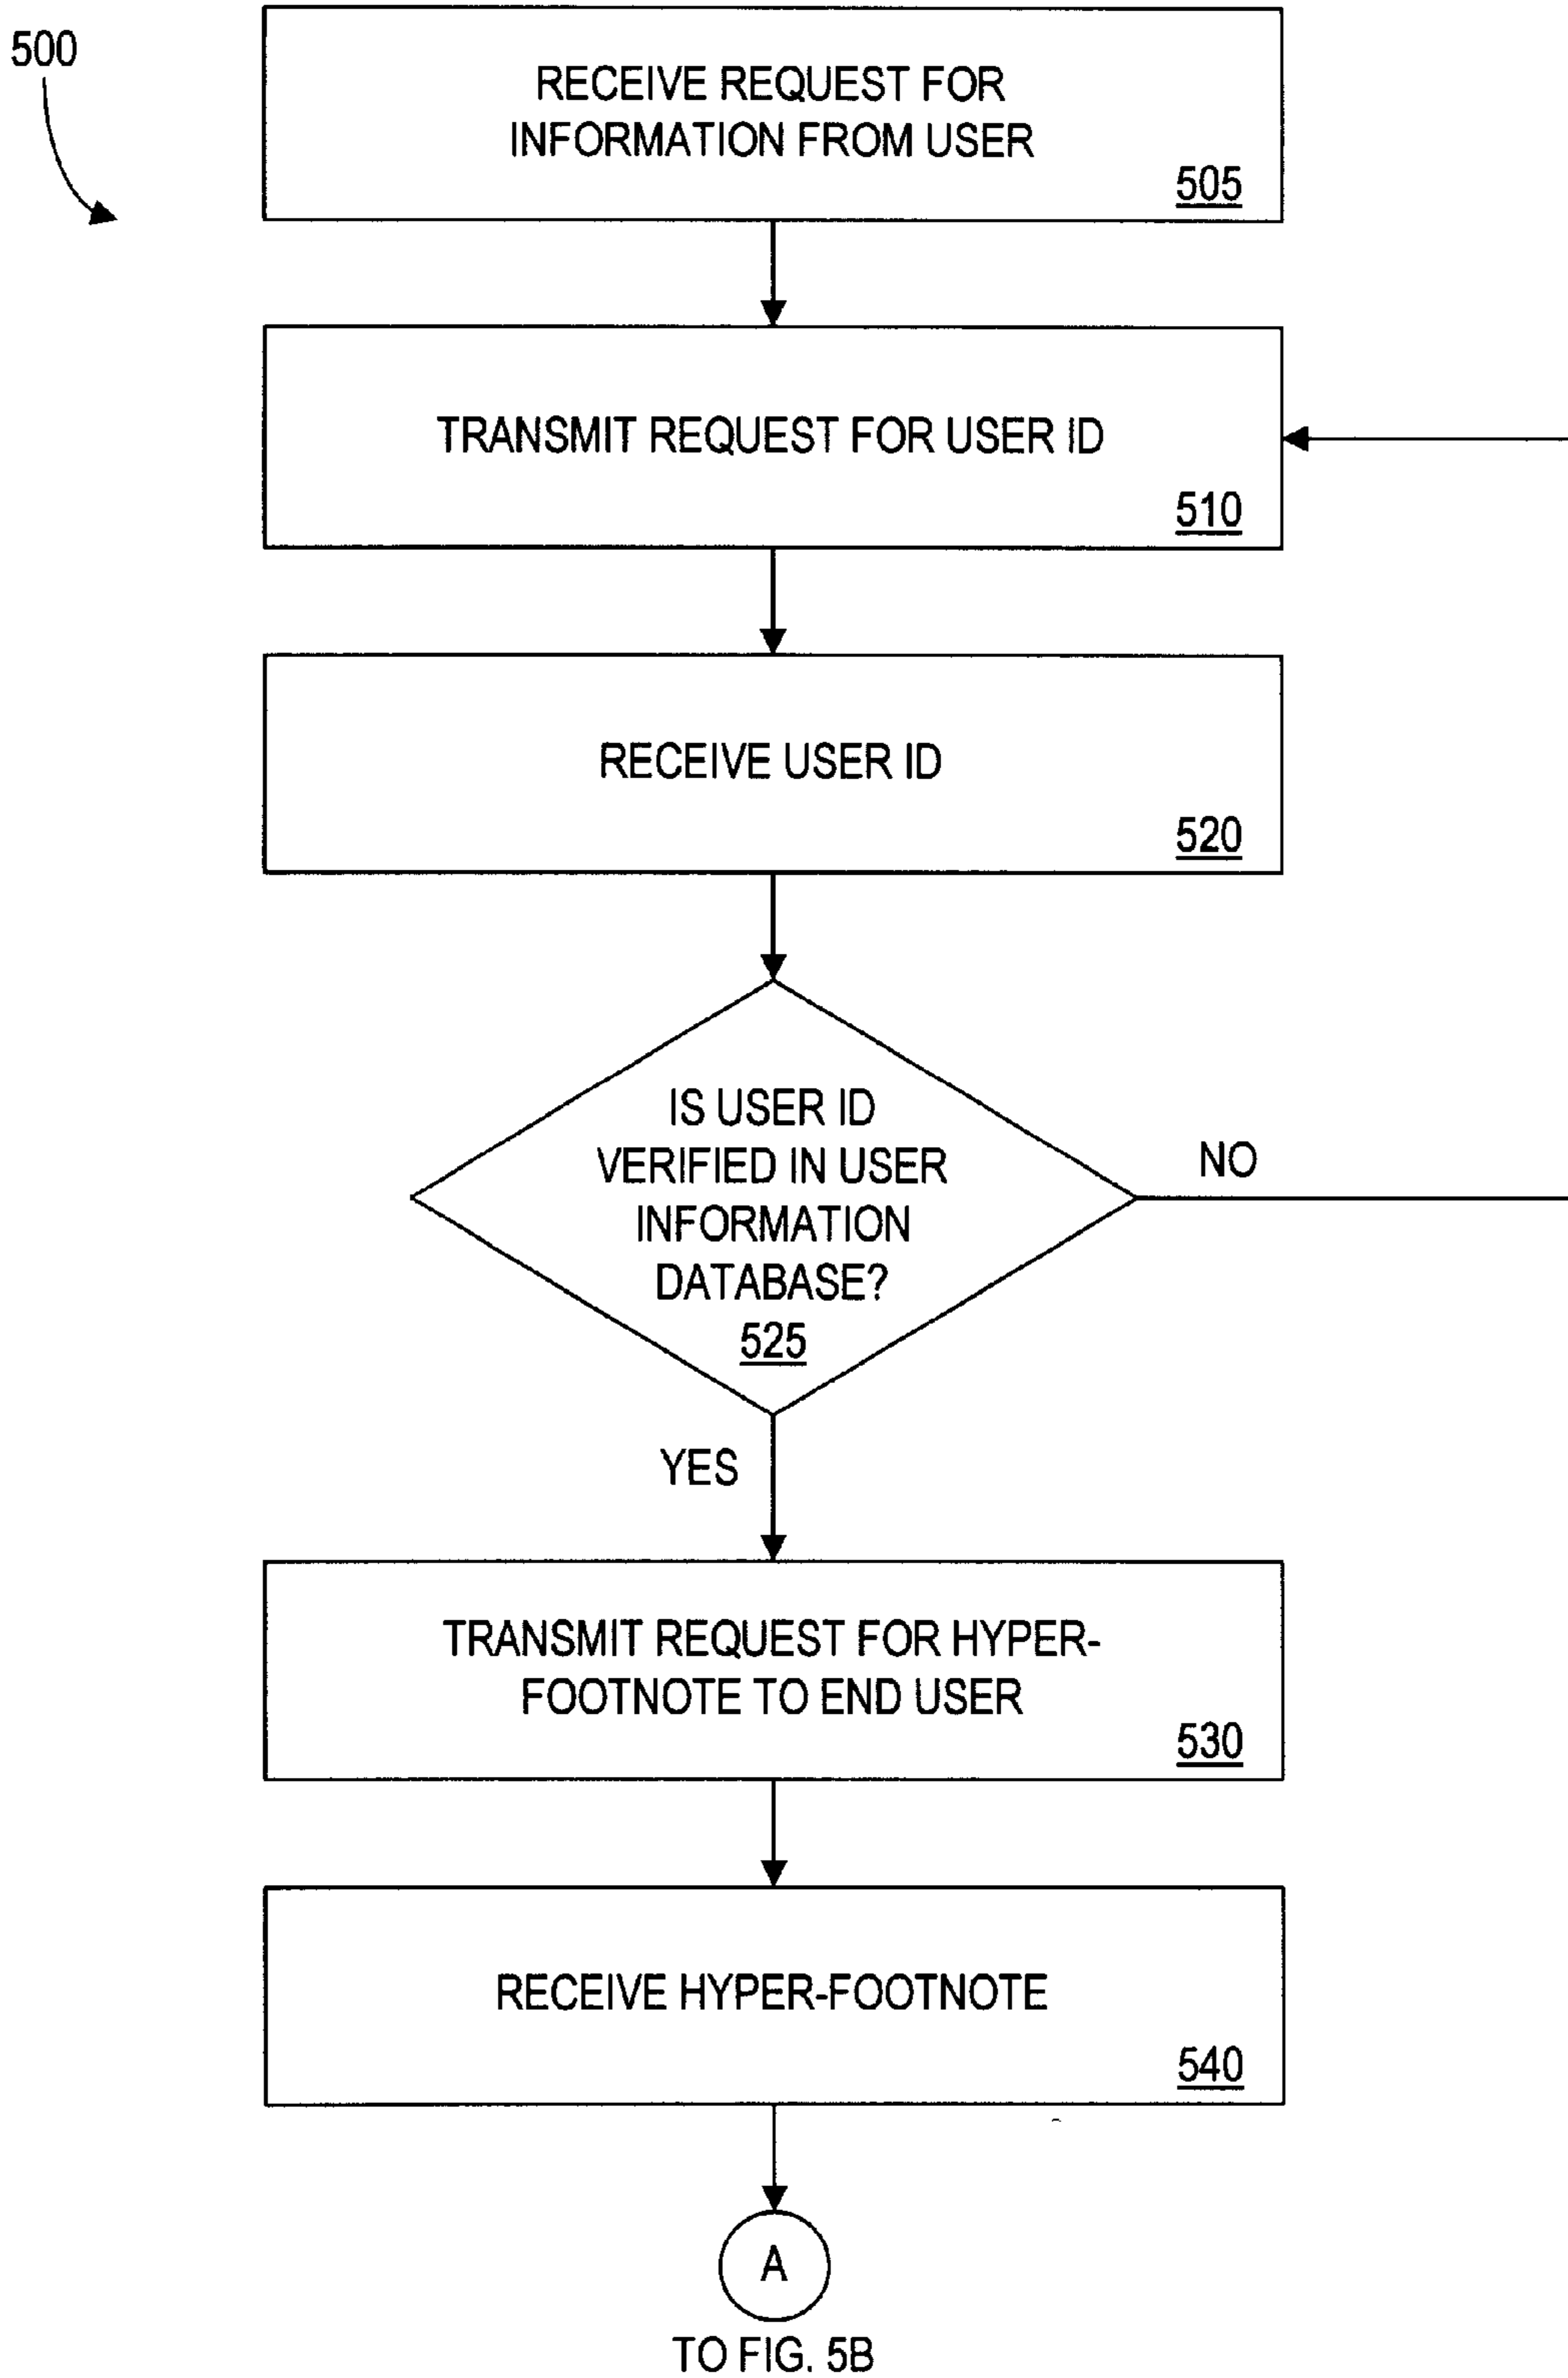 500
RECEIVE REQUEST FOR
INFORMATION FROM USER
505
TRANSMIT REQUEST FOR USER ID
510
RECEIVE USER ID
520
IS USER ID
VERIFIED IN USER
INFORMATION
DATABASE?
525
NO
YES
TRANSMIT REQUEST FOR HYPER-
FOOTNOTE TO END USER
530
RECEIVE HYPER-FOOTNOTE
540
A
TO FIG. 5B